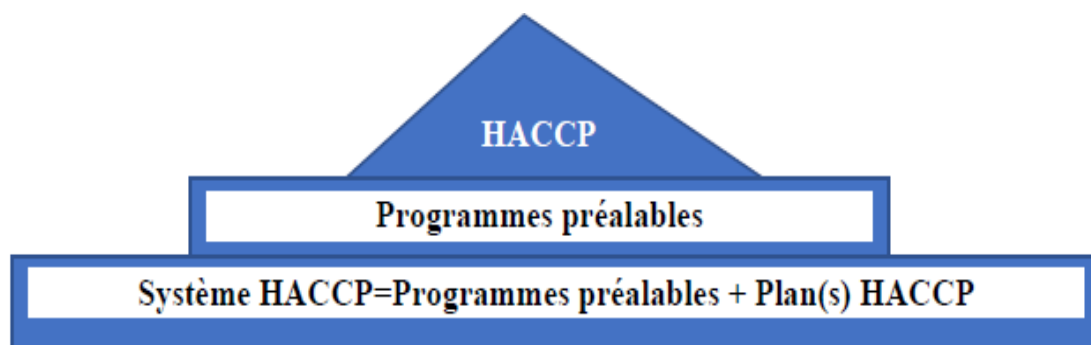 HACCP
Programmes préalables
Système HACCP=Programmes préalables + Plan(s) HACCP